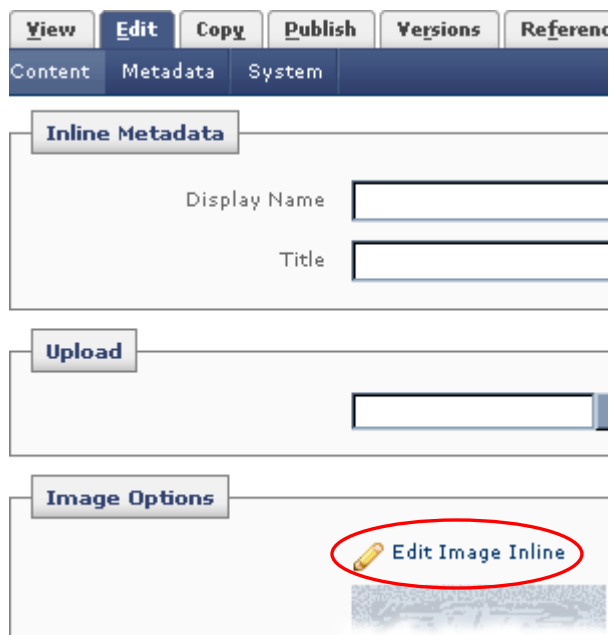 View Edit Copy Publish Versions
Content Metadata System
Inline Metadata
Display Name
Title
Upload
Image Options
Edit Image Inline